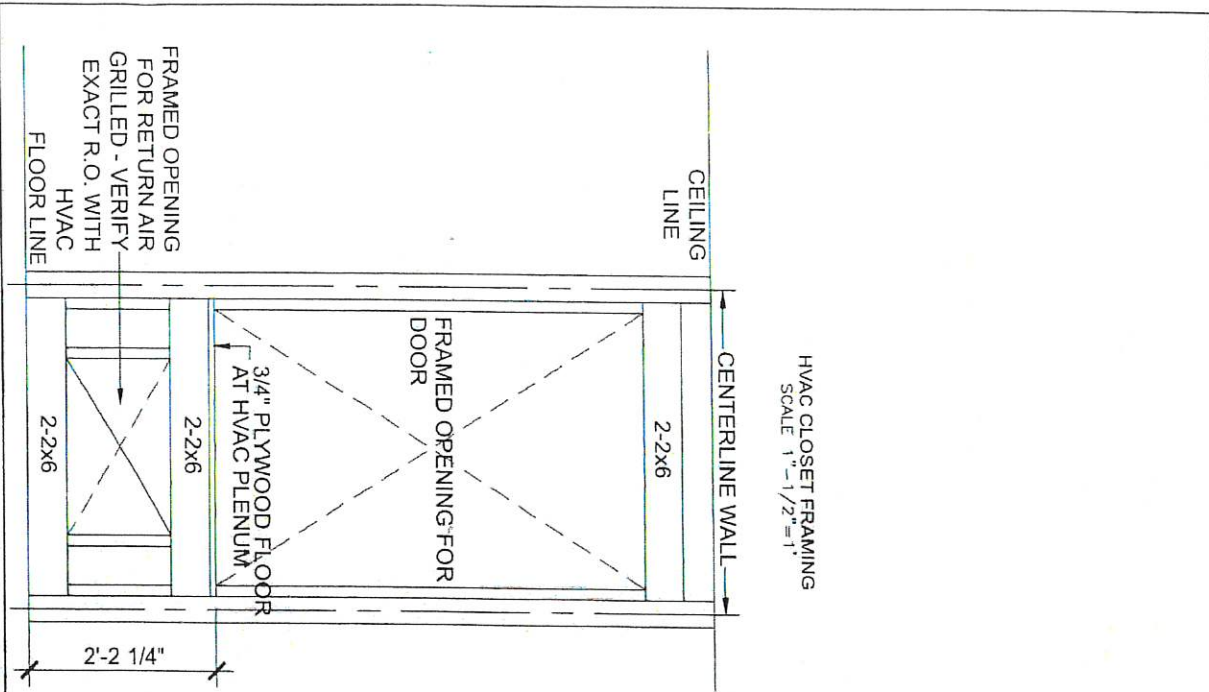 HVAC CLOSET FRAMING
SCALE 1"-1/2"=1'
CENTERLINE WALL
CEILING
LINE
2-2x6
FRAMED OPENING FOR
DOOR
3/4" PLYWOOD FLOOR
AT HVAC PLENUM
2-2x6
2-2x6
FRAMED OPENING
FOR RETURN AIR
GRILLED - VERIFY
EXACT R.O. WITH
HVAC
FLOOR LINE
2'-2 1/4"